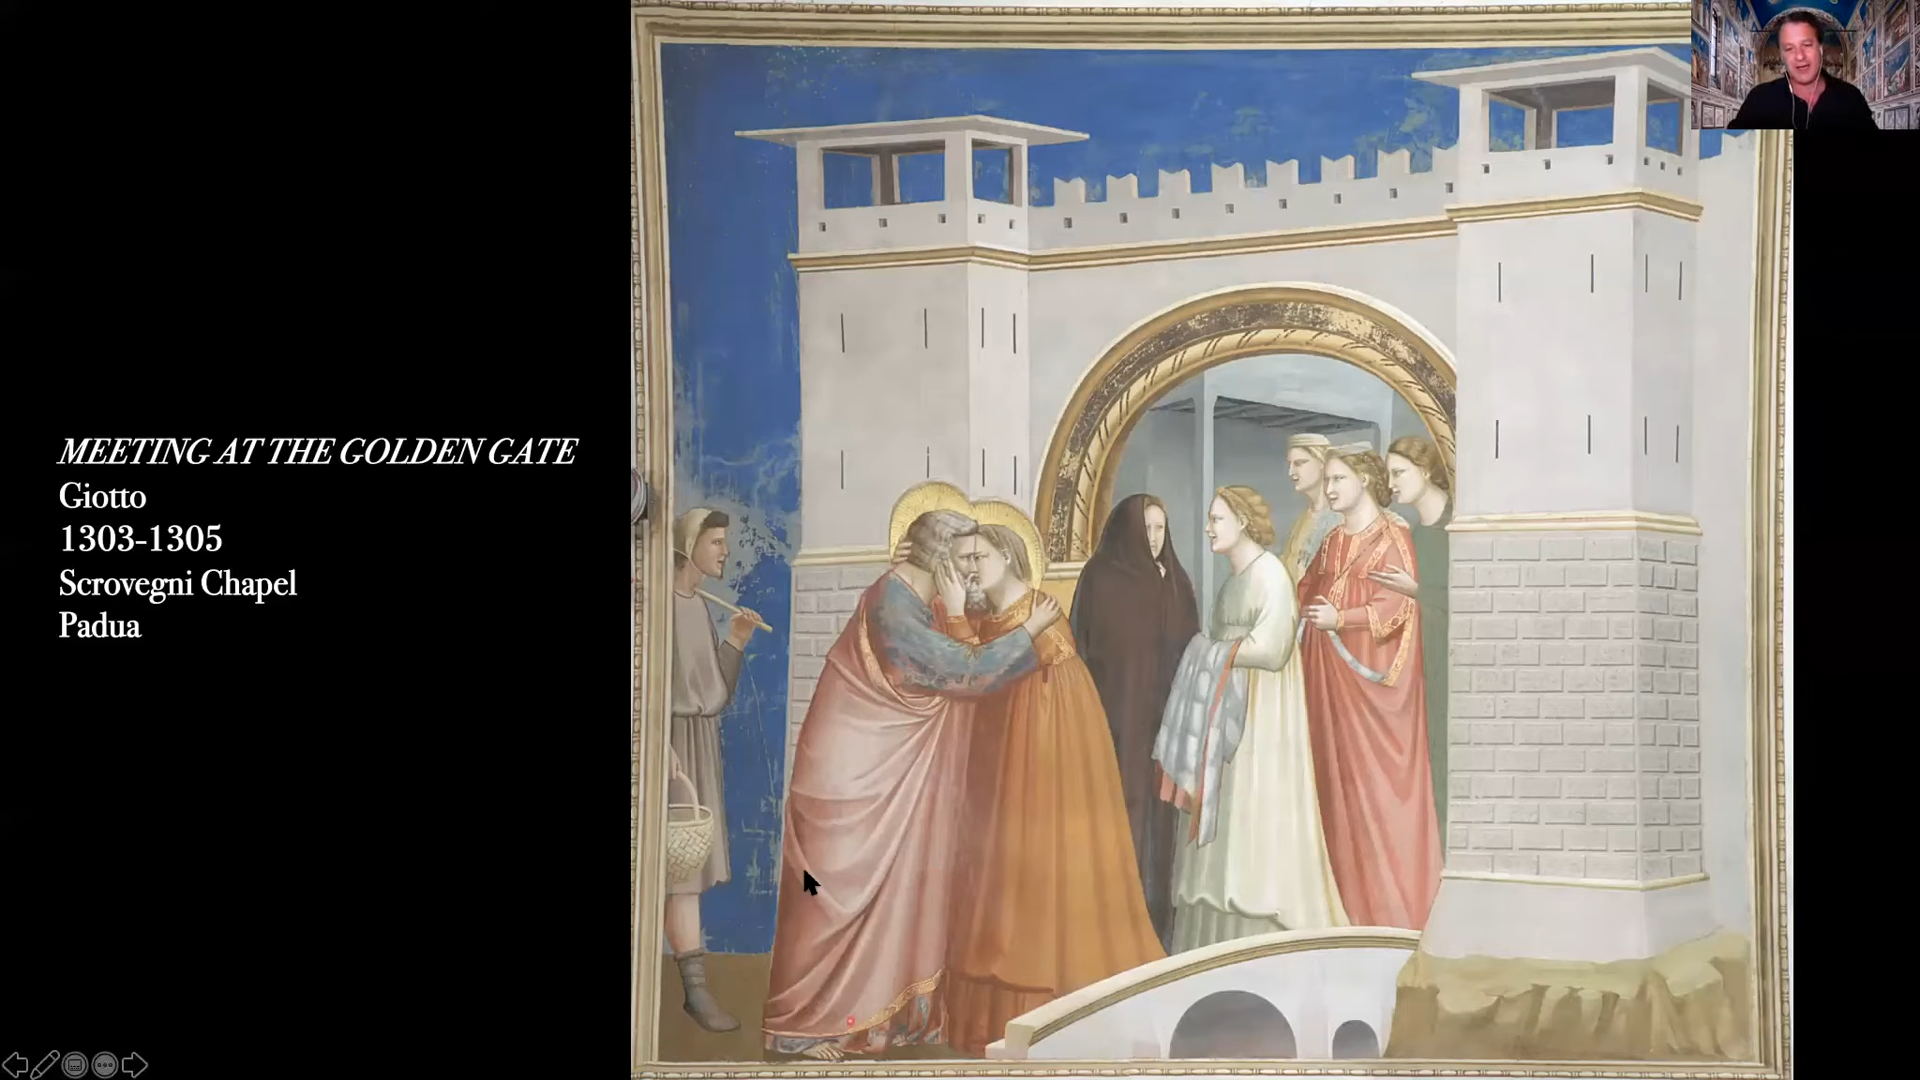 MEETING AT THE GOLDEN GATE
Giotto
1303-1305
Scrovegni Chapel
Padua